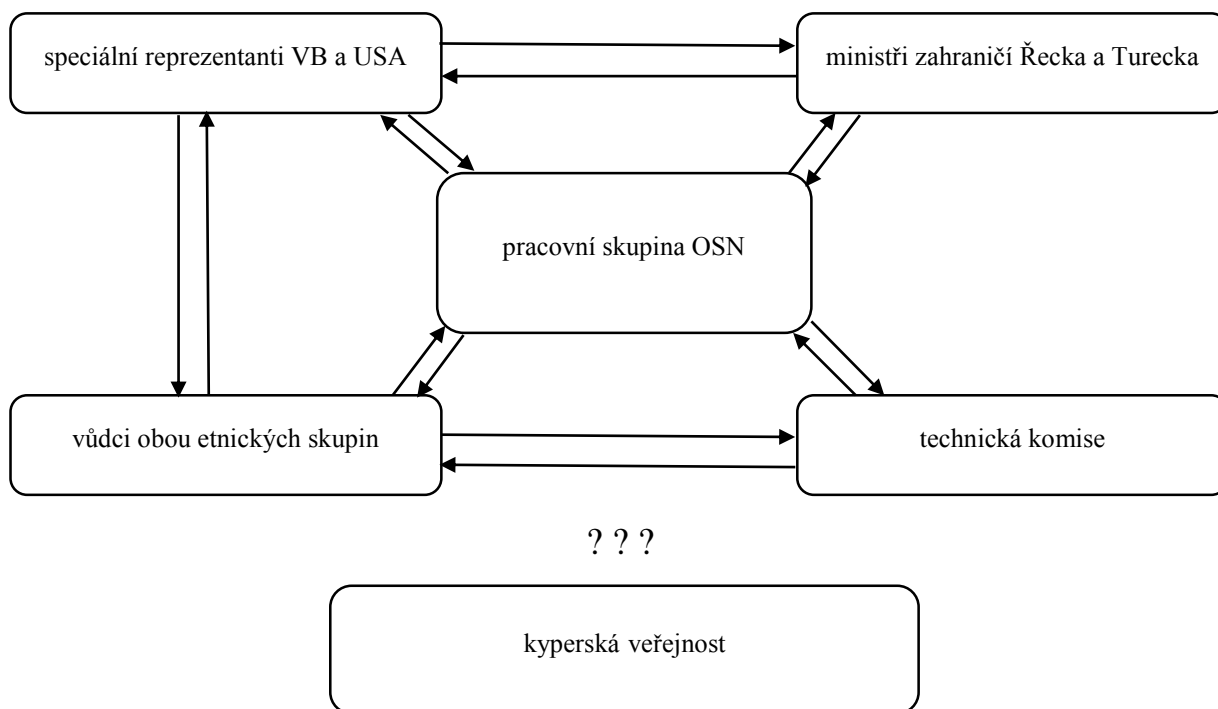 speciální reprezentanti VB a USA
ministři zahraničí Řecka a Turecka
pracovní skupina OSN
vůdci obou etnických skupin
technická komise
? ? ?
kyperská veřejnost